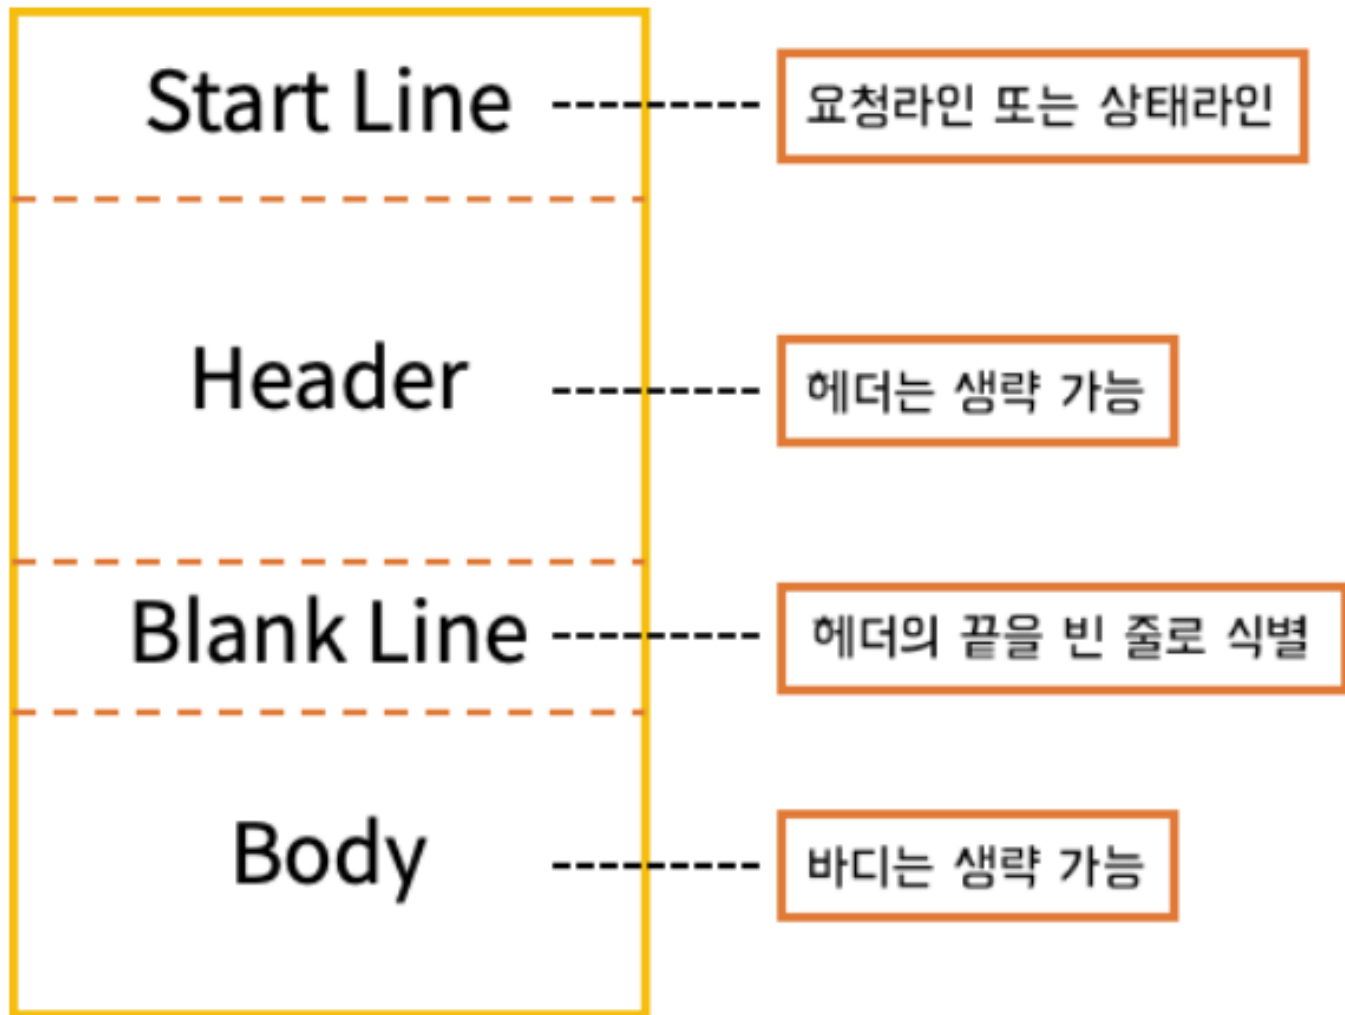 Start Line
요청라인 또는 상태라인
Header
헤더는 생략 가능
Blank Line
헤더의 끝을 빈 줄로 식별
Body
바디는 생략 가능